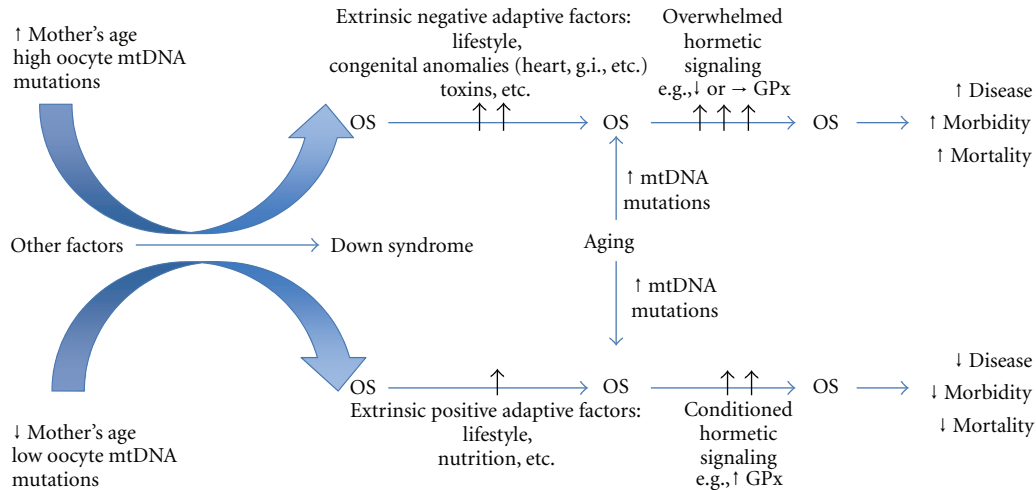 ↑ Mother's age
high oocyte mtDNA
mutations
Extrinsic negative adaptive factors:
lifestyle,
congenital anomalies (heart, g.i., etc.)
toxins, etc.
Overwhelmed
hormetic
signaling
e.g.,↓ or → GPx
OS
↑↑
OS
↑↑↑
OS
↑ Disease
↑ Morbidity
↑ Mortality
↑ mtDNA
mutations
Other factors
Down syndrome
Aging
↑ mtDNA
mutations
OS
↑
OS
↑↑
OS
↓ Disease
↓ Morbidity
↓ Mortality
Extrinsic positive adaptive factors:
lifestyle,
nutrition, etc.
Conditioned
hormetic
signaling
e.g.,↑ GPx
↓ Mother's age
low oocyte mtDNA
mutations